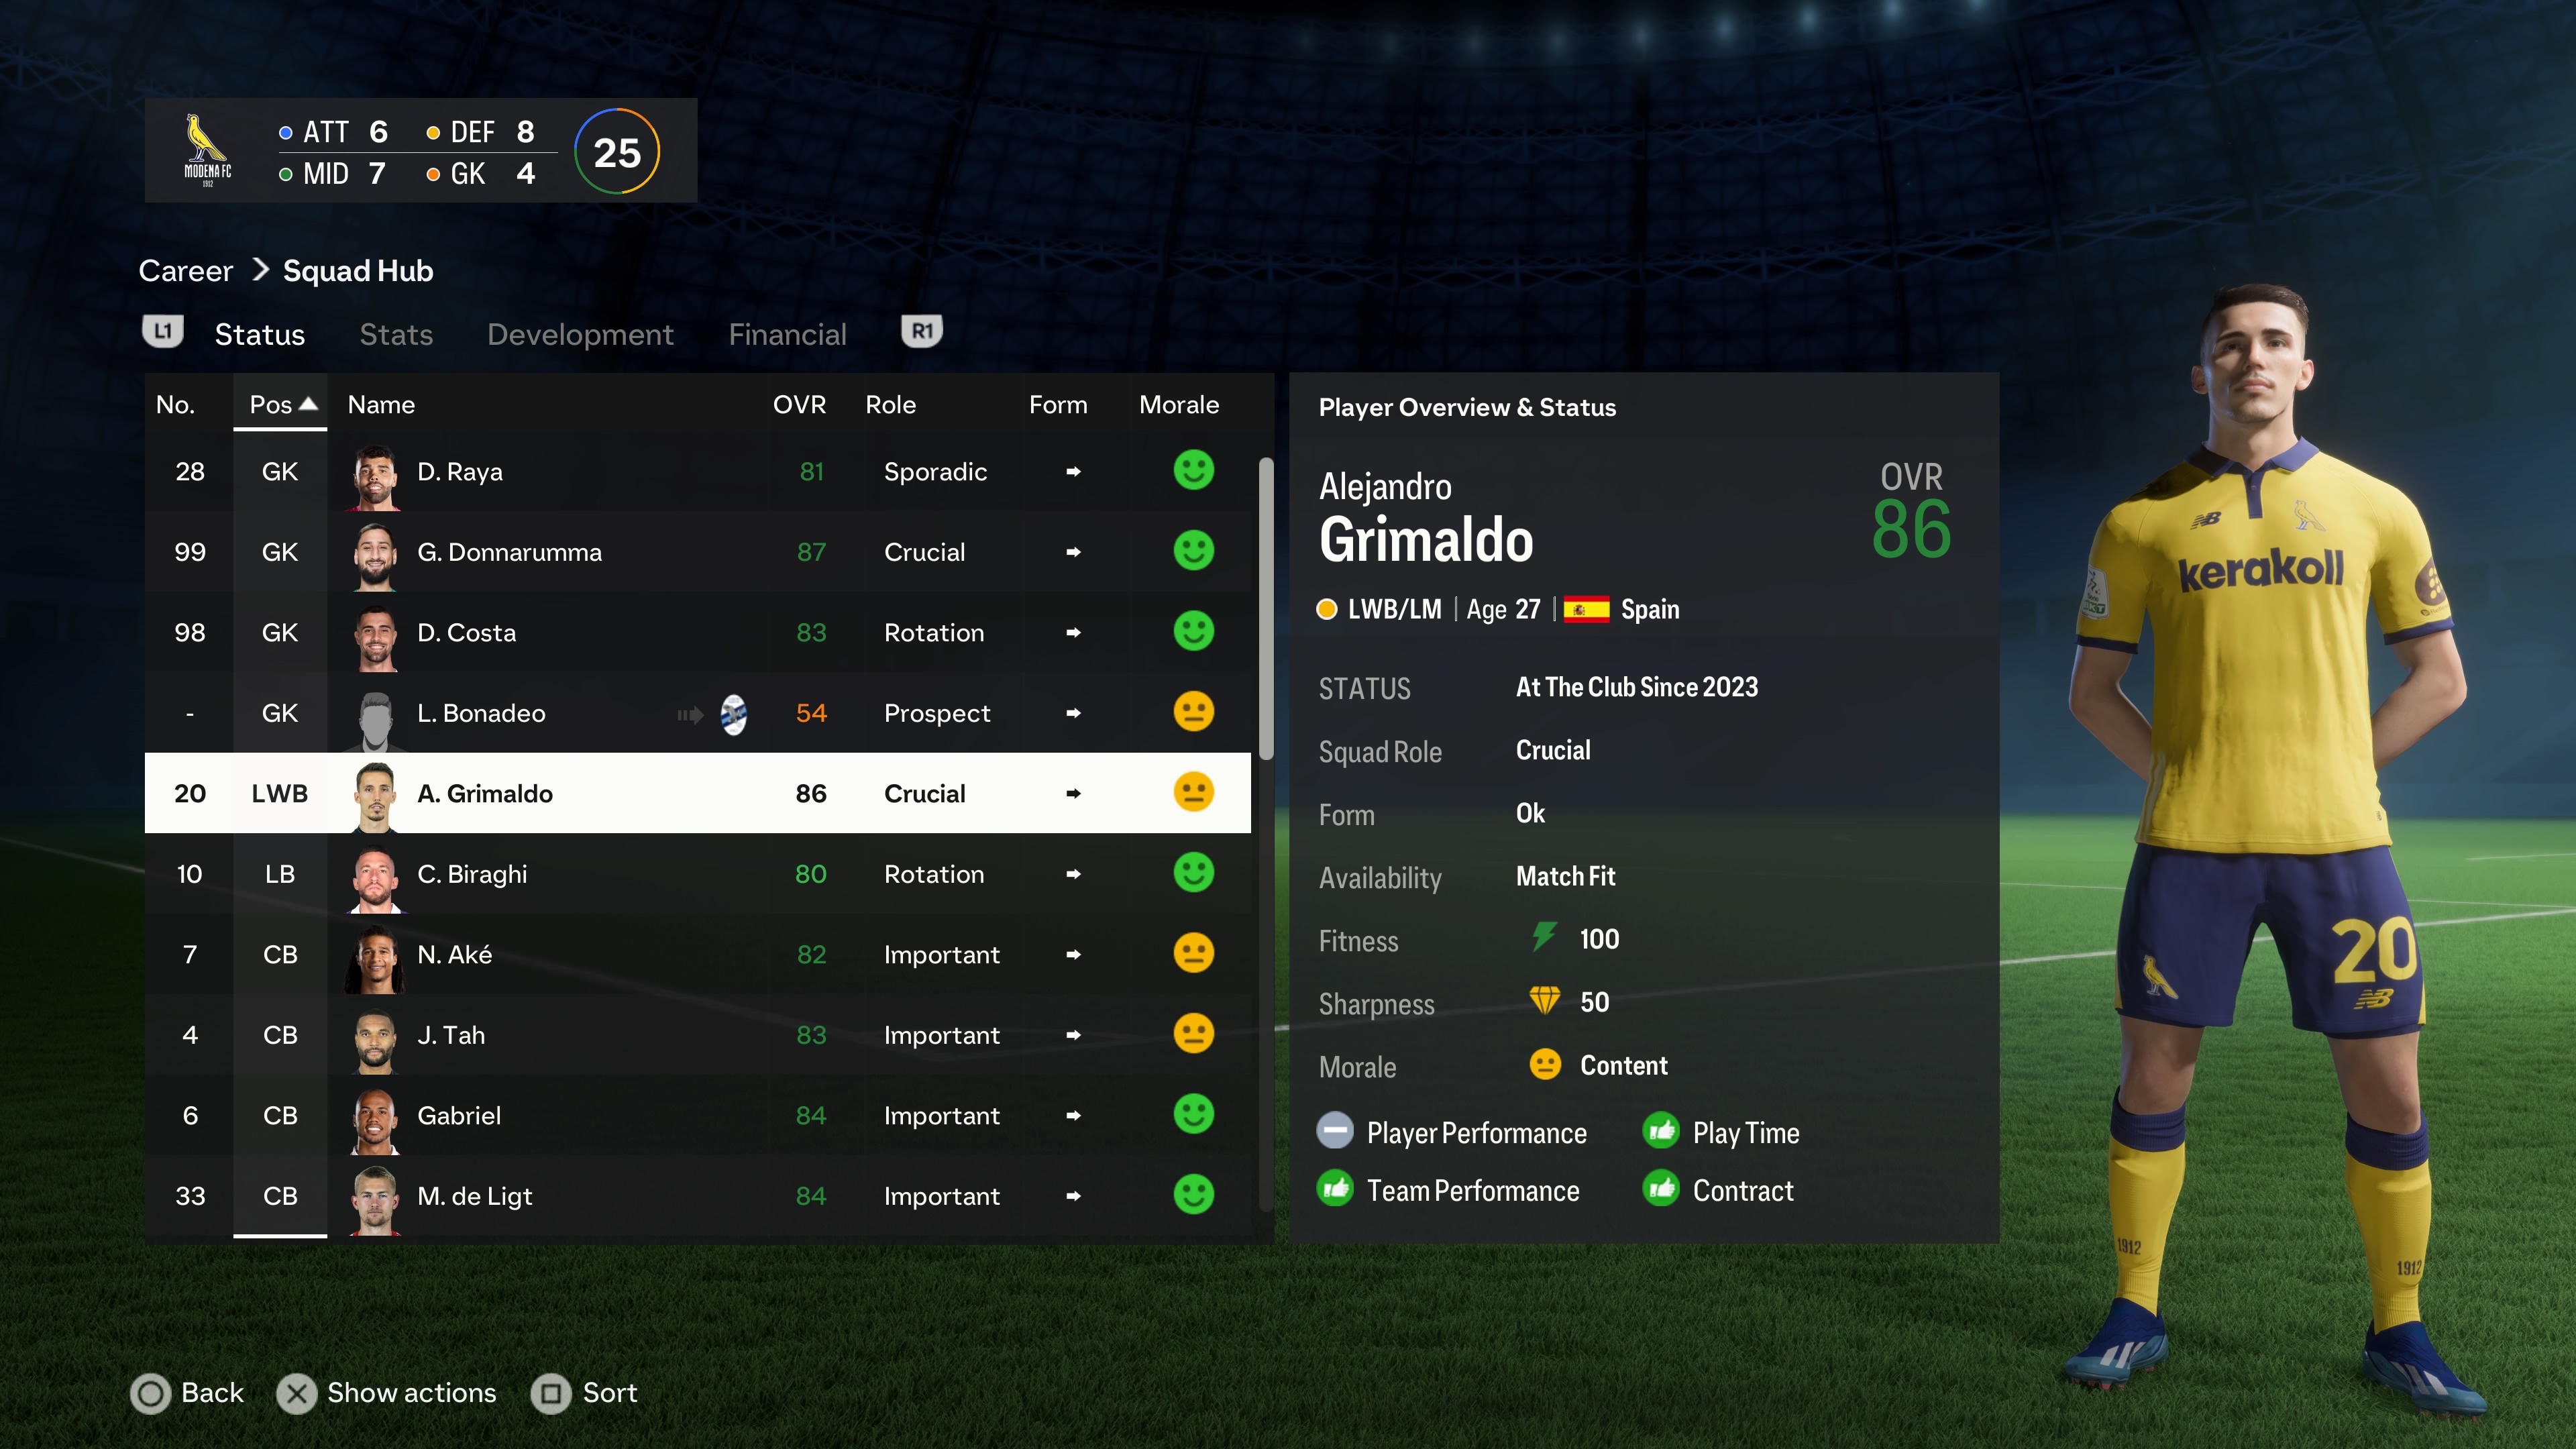 MODENA FC
1912
ATT 6 DEF 8
MID 7 GK 4
25
Career > Squad Hub
L1 Status Stats Development Financial R1
No. Pos Name OVR Role Form Morale
28 GK D. Raya 81 Sporadic
99 GK G. Donnarumma 87 Crucial
98 GK D. Costa 83 Rotation
- GK L. Bonadeo 54 Prospect
20 LWB A. Grimaldo 86 Crucial
10 LB C. Biraghi 80 Rotation
7 CB N. Aké 82 Important
4 CB J. Tah 83 Important
6 CB Gabriel 84 Important
33 CB M. de Ligt 84 Important
Player Overview & Status
Alejandro
Grimaldo
OVR
86
LWB/LM | Age 27 | Spain
STATUS At The Club Since 2023
Squad Role Crucial
Form Ok
Availability Match Fit
Fitness 100
Sharpness 50
Morale Content
Player Performance Play Time
Team Performance Contract
NB
kerakoll
20
NB
1912
1912
Back Show actions Sort